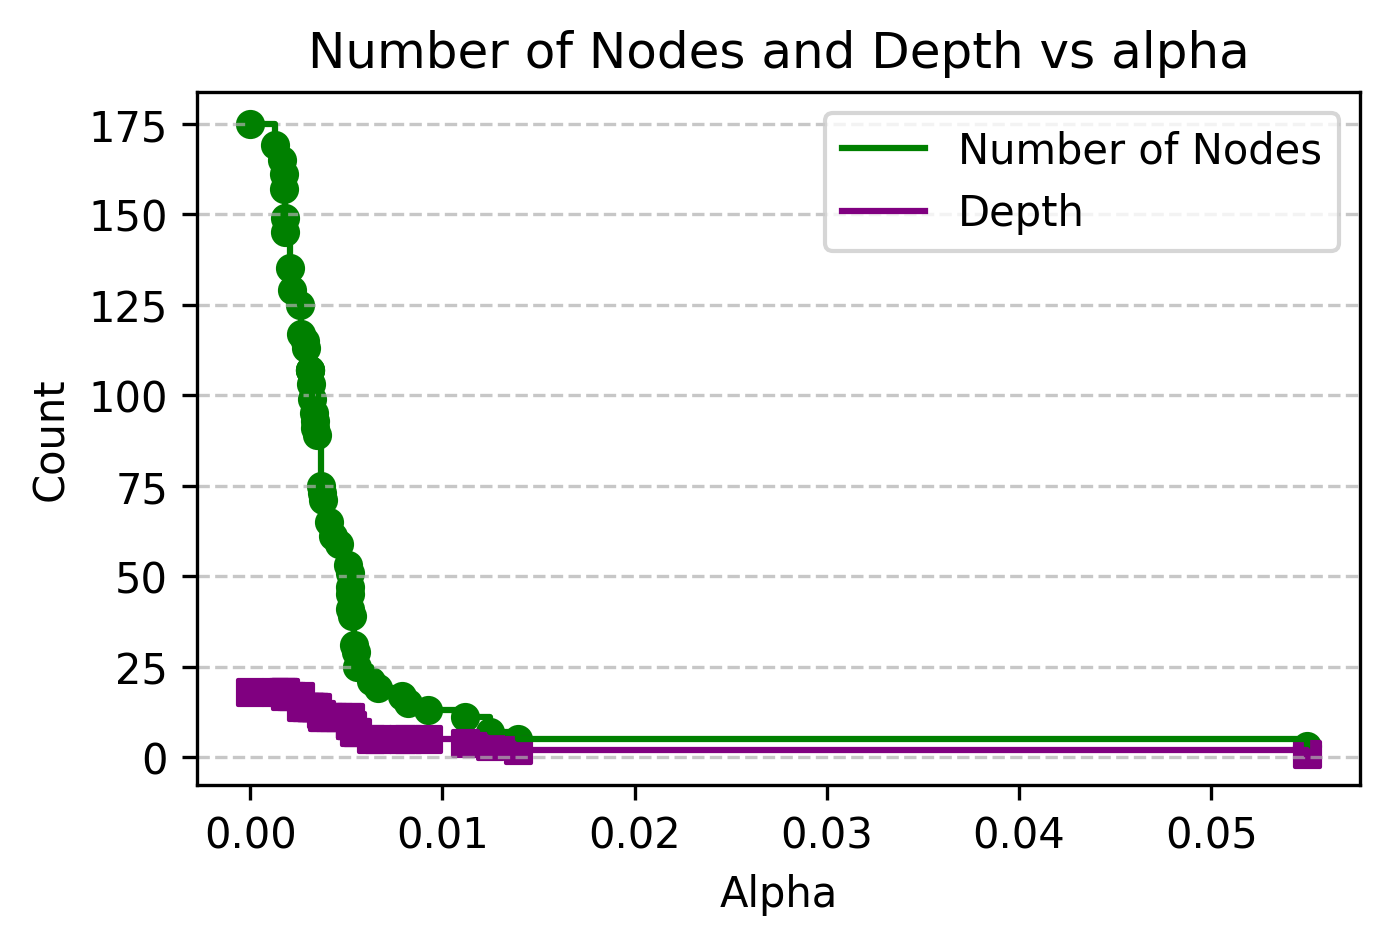 Number of Nodes and Depth vs alpha
Count
175
150
125
100
75
50
25
0
Number of Nodes
Depth
0.00 0.01 0.02 0.03 0.04 0.05
Alpha